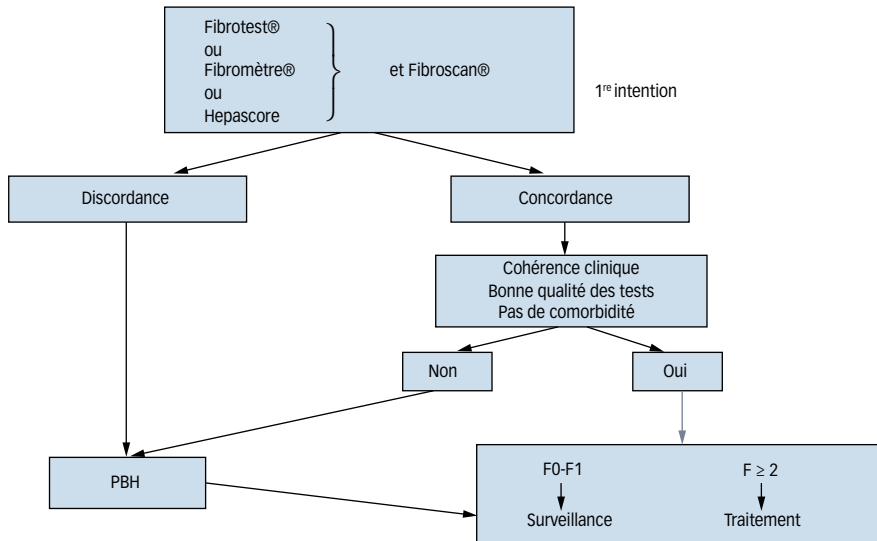 Fibrotest®
ou
Fibromètre®
ou
Hepascore
et Fibroscan®
1re intention
Discordance
Concordance
Cohérence clinique
Bonne qualité des tests
Pas de comorbidité
Non
Oui
PBH
F0-F1
F ≥ 2
Surveillance
Traitement